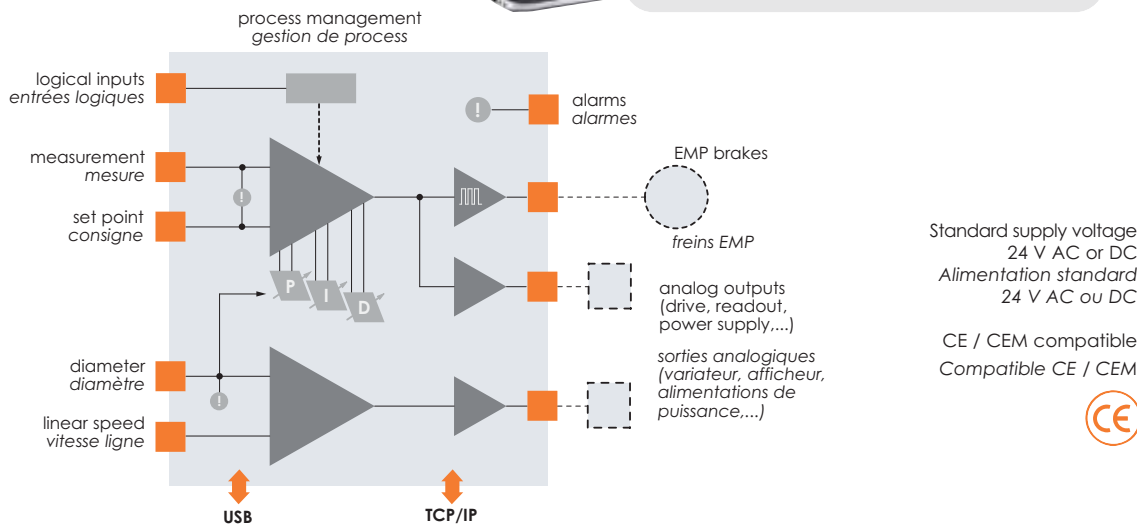 process management
gestion de process
logical inputs
entrées logiques
!
alarms
alarmes
measurement
mesure
!
set point
consigne
EMP brakes
freins EMP
P
I
D
analog outputs
(drive, readout,
power supply,...)
sorties analogiques
(variateur, afficheur,
alimentations de
puissance,...)
diameter
diamètre
!
linear speed
vitesse ligne
USB
TCP/IP
Standard supply voltage
24 V AC or DC
Alimentation standard
24 V AC ou DC
CE / CEM compatible
Compatible CE / CEM
CE